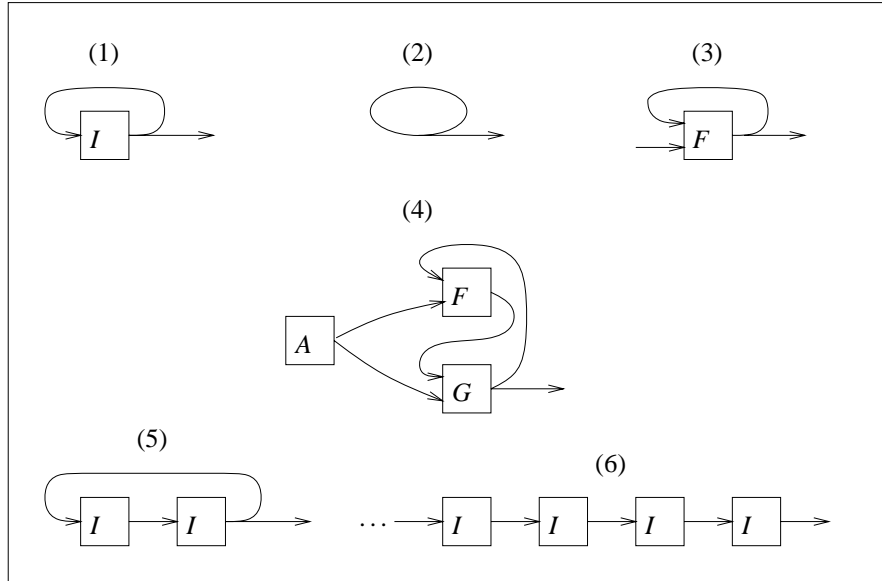 (1) (2) (3)
I F
(4)
F
A
G
(5) (6)
I I ... I I I I